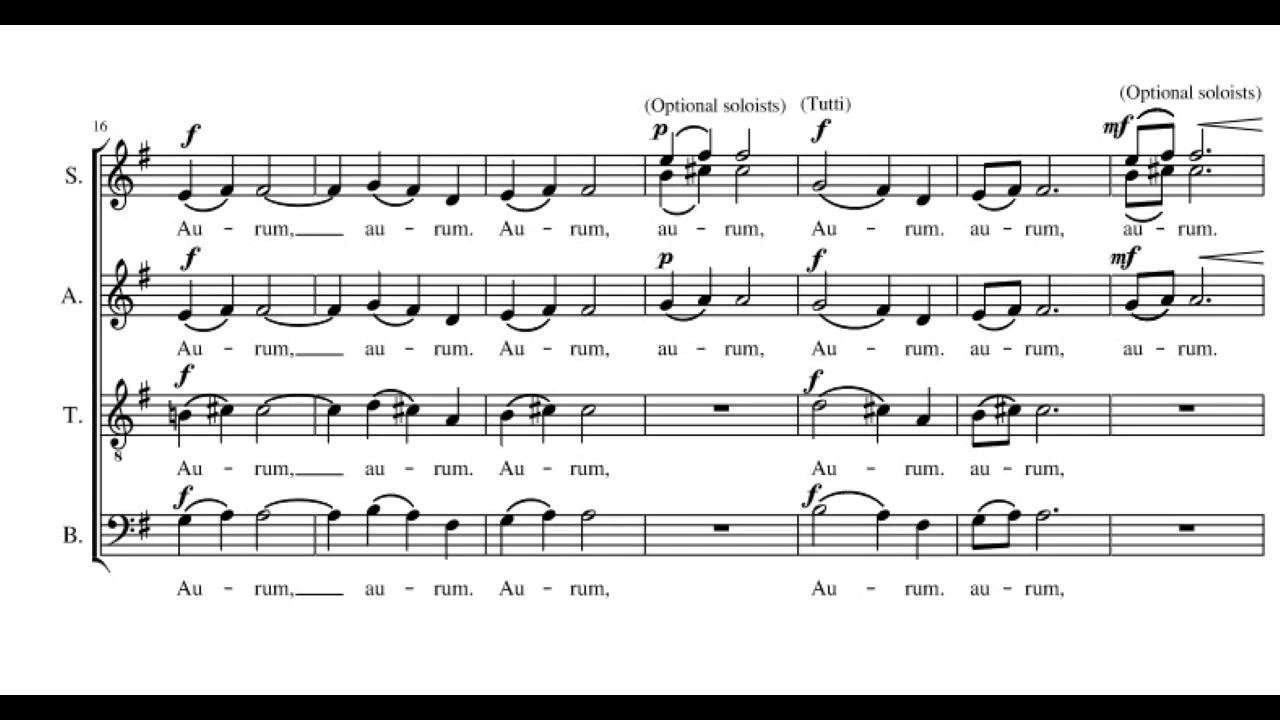 (Optional soloists)
(Optional soloists) (Tutti)
16 f p f mf
S.
Au - rum, au - rum. Au - rum, au - rum, Au - rum. au - rum, au - rum.
f p f mf
A.
Au - rum, au - rum. Au - rum, au - rum, Au - rum. au - rum, au - rum.
f f
T.
8
Au - rum, au - rum. Au - rum, Au - rum. au - rum,
f f
B.
Au - rum, au - rum. Au - rum, Au - rum. au - rum,